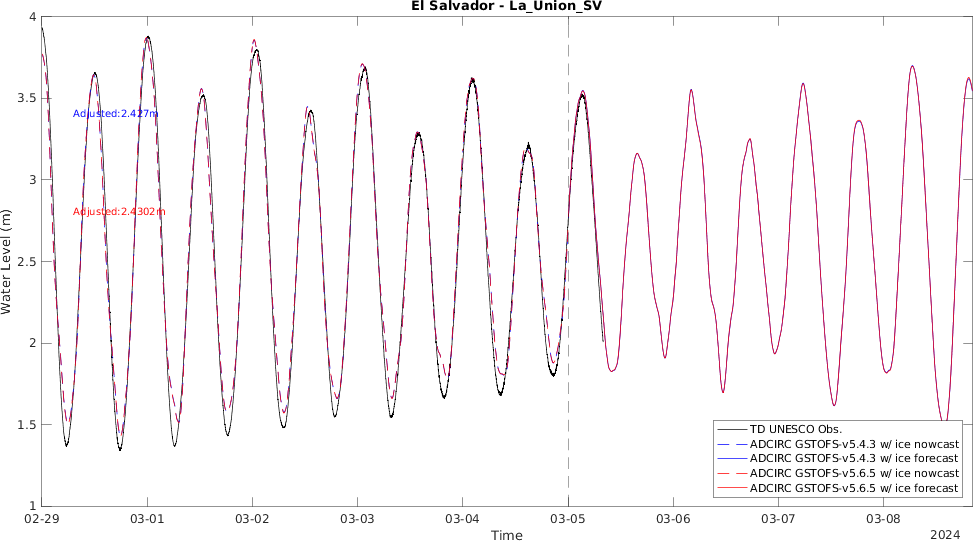 El Salvador - La_Union_SV
4
3.5
3
2.5
2
1.5
1
Water Level (m)
Adjusted:2.427m
Adjusted:2.4302m
TD UNESCO Obs.
ADCIRC GSTOFS-v5.4.3 w/ ice nowcast
ADCIRC GSTOFS-v5.4.3 w/ ice forecast
ADCIRC GSTOFS-v5.6.5 w/ ice nowcast
ADCIRC GSTOFS-v5.6.5 w/ ice forecast
02-29 03-01 03-02 03-03 03-04 03-05 03-06 03-07 03-08
Time
2024